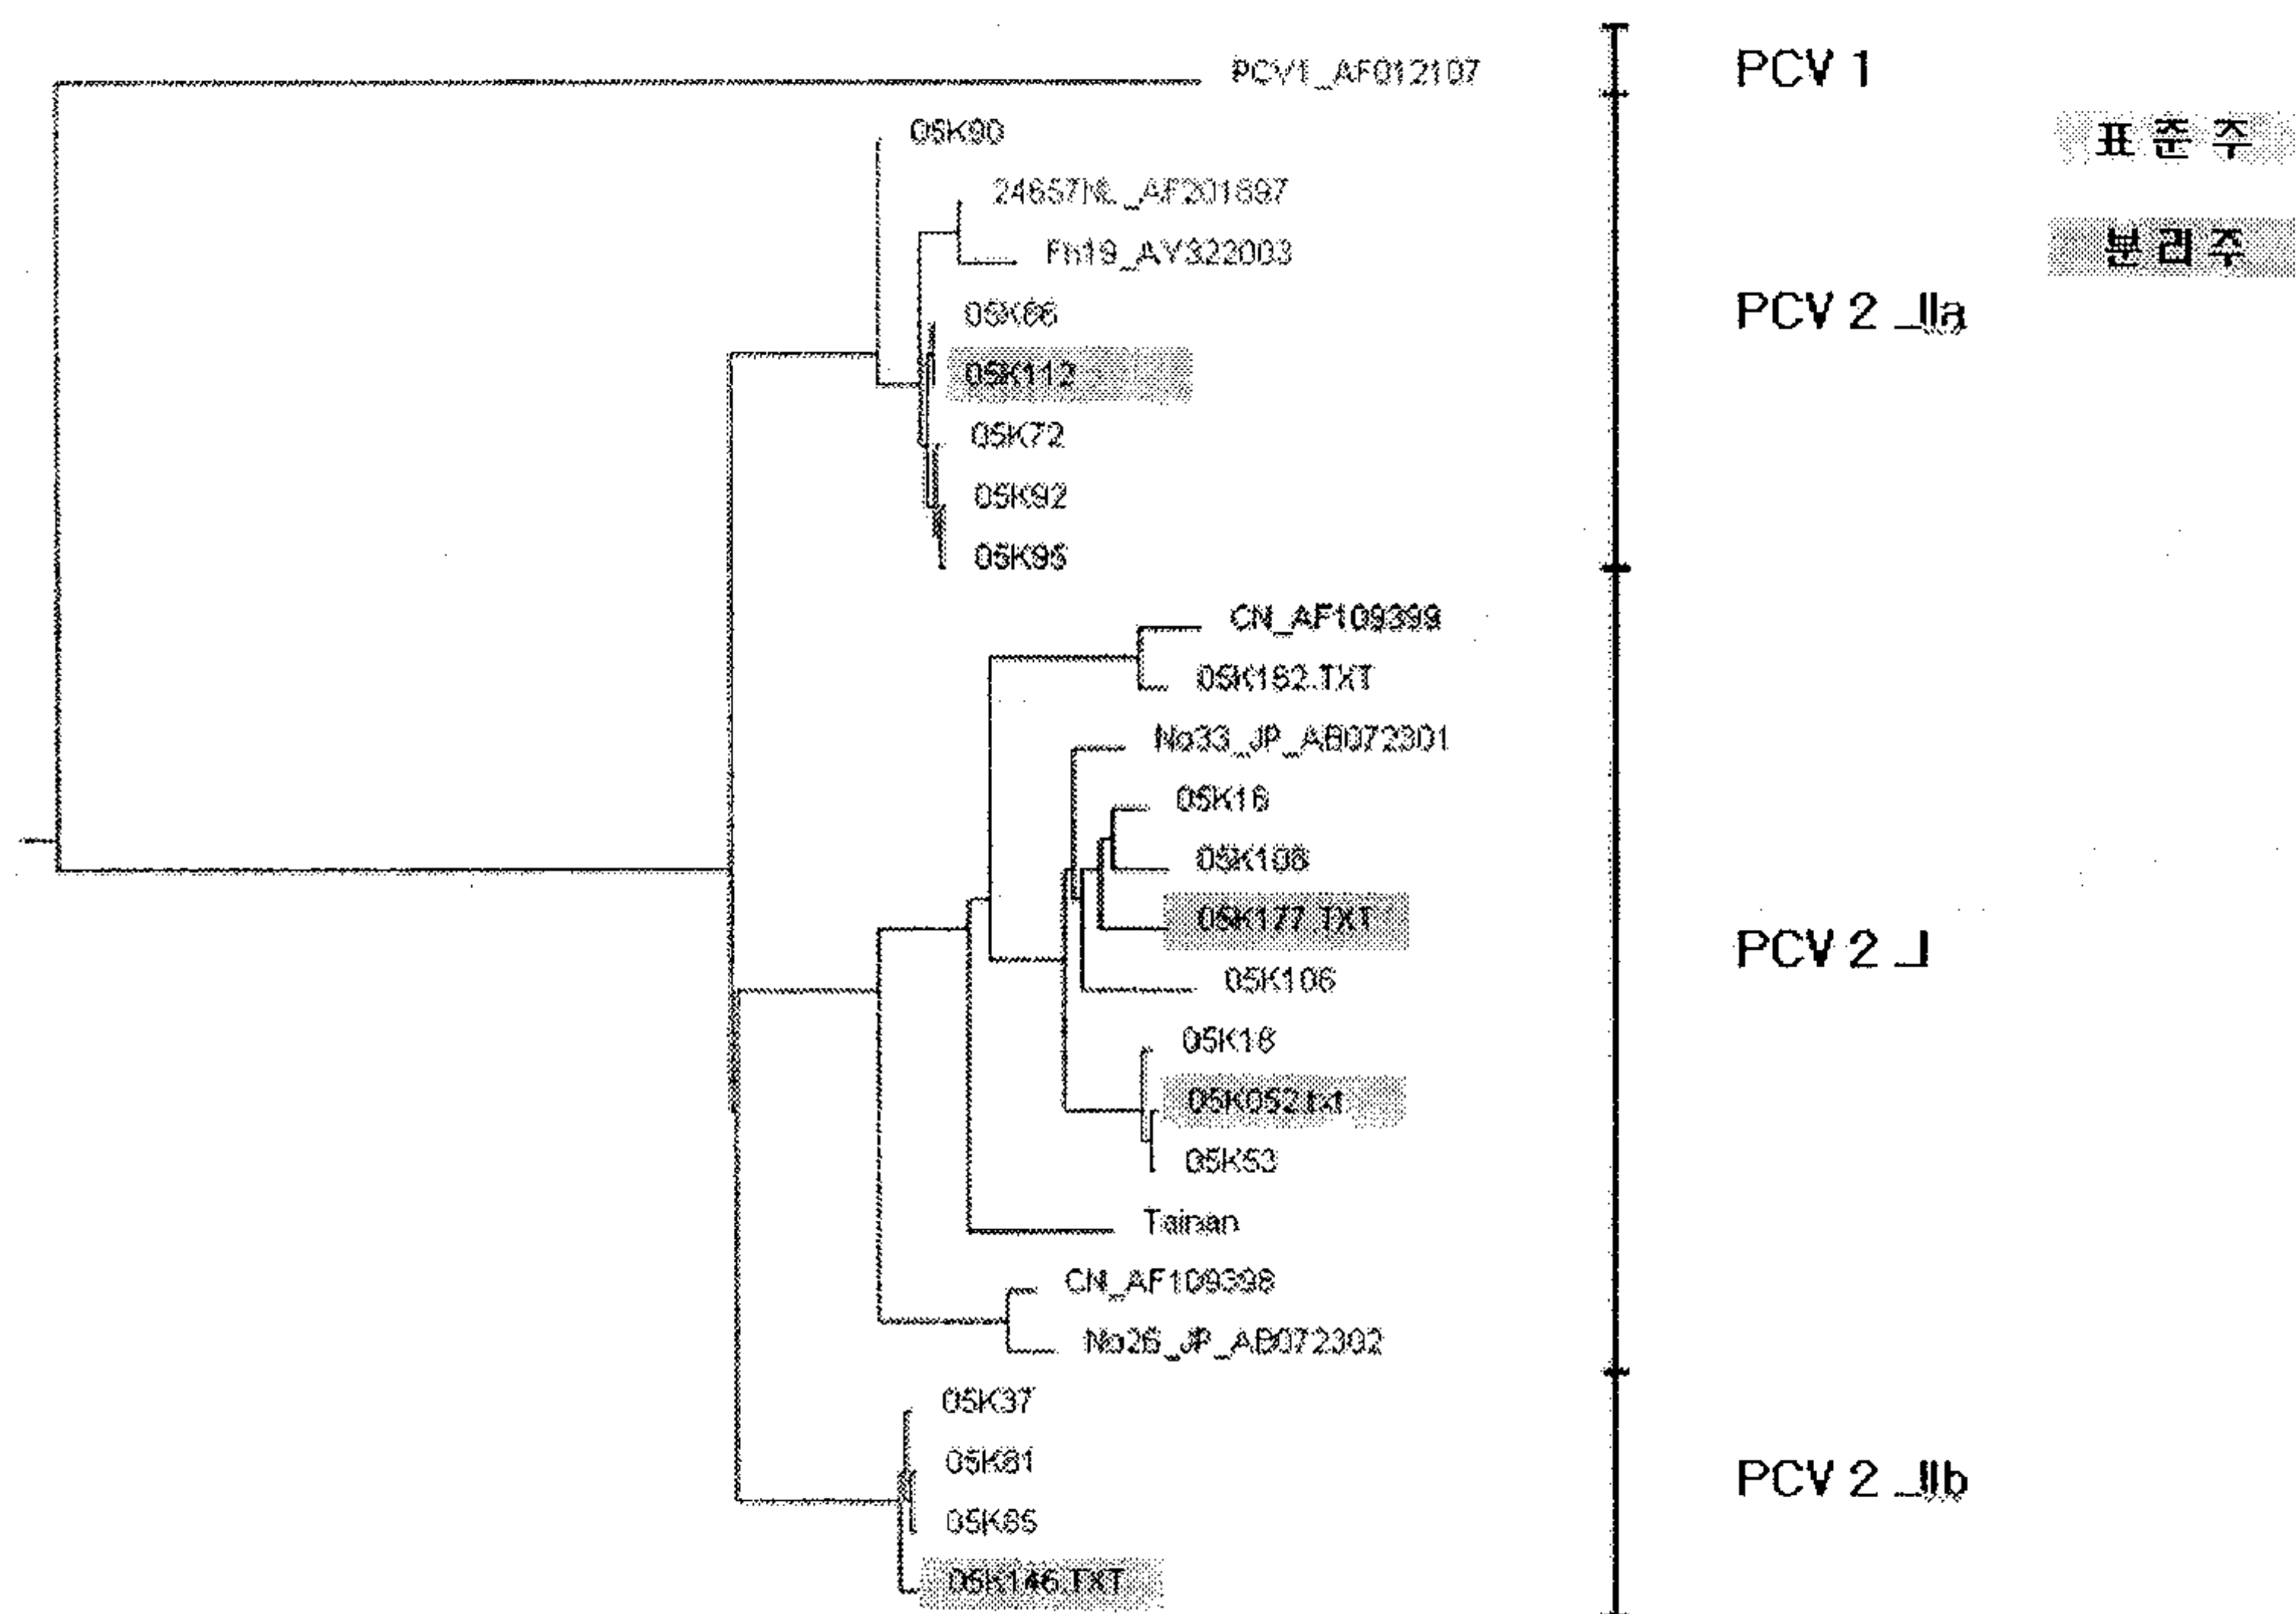 PCV1_AF012107
PCV 1
05K90
표준주
24657NL_AF201897
분리주
Fh19_AY322003
05K66
PCV 2 _IIa
05K112
05K72
05K92
05K95
CN_AF109399
05K162.TXT
No33_JP_AB072301
05K16
05K108
05K177.TXT
PCV 2 _I
05K106
05K18
05K052.txt
05K53
Tainan
CN_AF109398
No26_JP_AB072302
05K37
05K81
PCV 2 _IIb
05K85
05K146.TXT